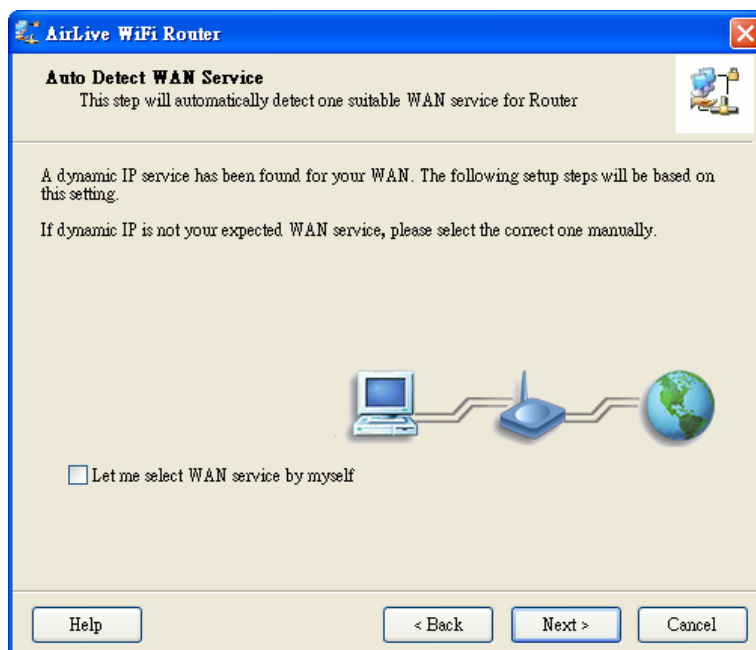 AirLive WiFi Router
Auto Detect WAN Service
This step will automatically detect one suitable WAN service for Router
A dynamic IP service has been found for your WAN. The following setup steps will be based on
this setting.
If dynamic IP is not your expected WAN service, please select the correct one manually.
Let me select WAN service by myself
Help
< Back
Next >
Cancel